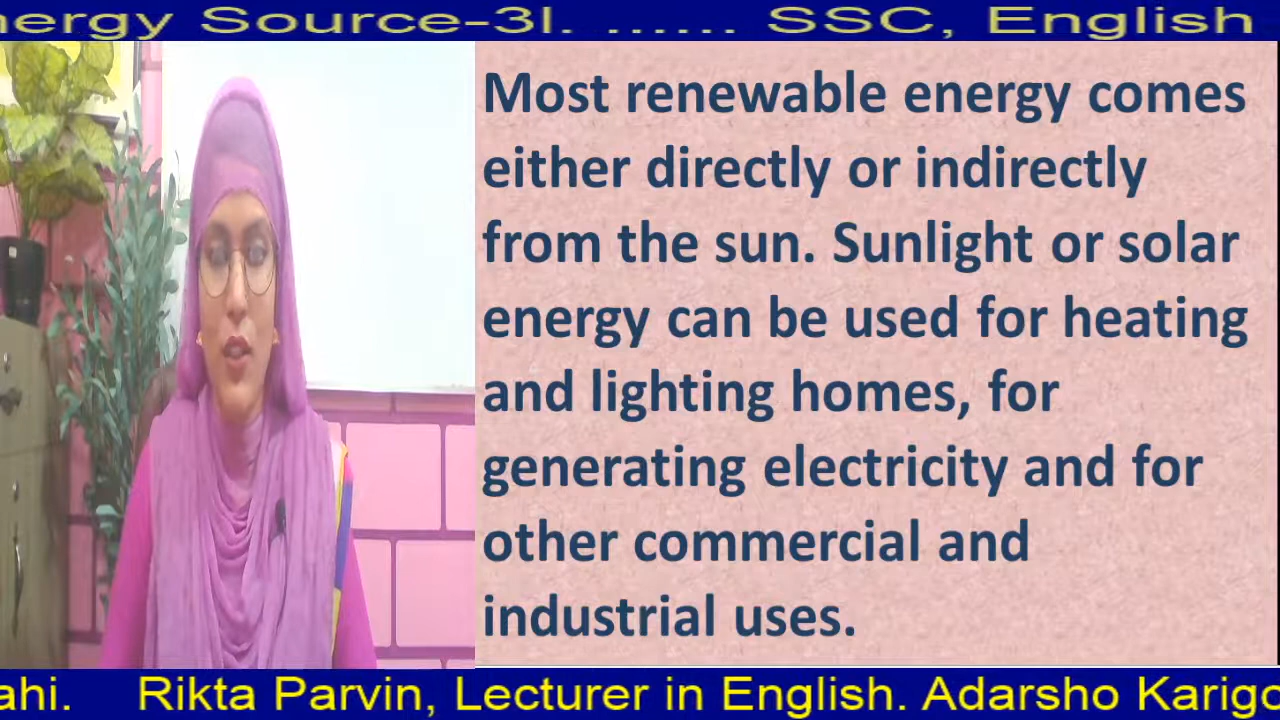 nergy Source-3I. ...... SSC, English
Most renewable energy comes
either directly or indirectly
from the sun. Sunlight or solar
energy can be used for heating
and lighting homes, for
generating electricity and for
other commercial and
industrial uses.
ahi. Rikta Parvin, Lecturer in English. Adarsho Karigo